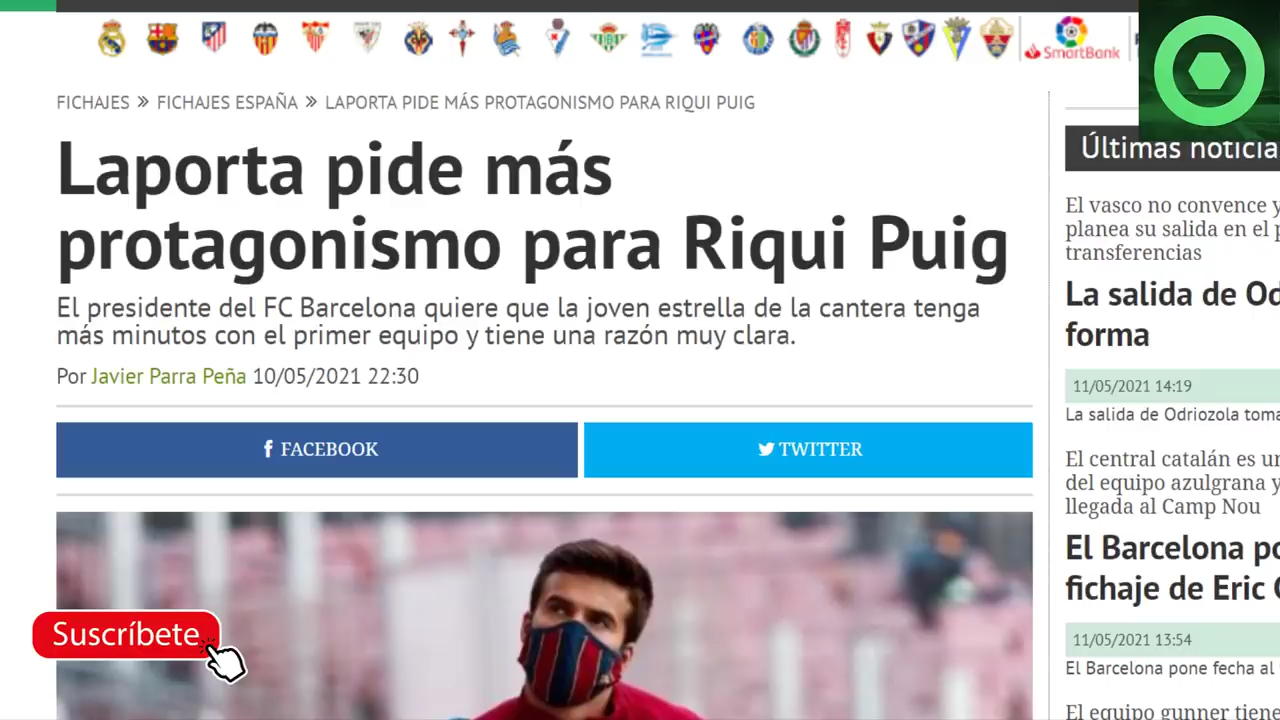 SmartBank
FICHAJES » FICHAJES ESPAÑA » LAPORTA PIDE MÁS PROTAGONISMO PARA RIQUI PUIG
Laporta pide más
protagonismo para Riqui Puig
El presidente del FC Barcelona quiere que la joven estrella de la cantera tenga
más minutos con el primer equipo y tiene una razón muy clara.
Por Javier Parra Peña 10/05/2021 22:30
FACEBOOK
TWITTER
Suscríbete
Últimas noticia
El vasco no convence y
planea su salida en el p
transferencias
La salida de Od
forma
11/05/2021 14:19
La salida de Odriozola toma
El central catalán es un
del equipo azulgrana y
llegada al Camp Nou
El Barcelona po
fichaje de Eric
11/05/2021 13:54
El Barcelona pone fecha al
El equipo gunner tiene